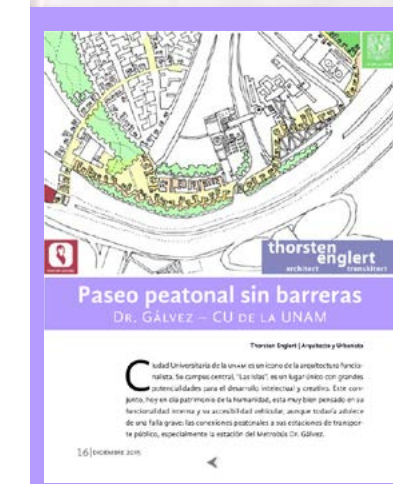 thorsten
englert
architect transkitect
Paseo peatonal sin barreras
DR. GÁLVEZ – CU DE LA UNAM
Thorsten Englert | Arquitecto y Urbanista
Ciudad Universitaria de la UNAM es un icono de la arquitectura funcio-
nalista. Su campus central, "Las Islas", es un lugar único con grandes
potencialidades para el desarrollo intelectual y creativo. Este con-
junto, hoy en día patrimonio de la humanidad, esta muy bien pensado en su
funcionalidad interna y su accesibilidad vehicular, aunque todavía adolece
de una falla grave: las conexiones peatonales a sus estaciones de transpor-
te público, especialmente la estación del Metrobús Dr. Gálvez.
16 | DICIEMBRE 2015